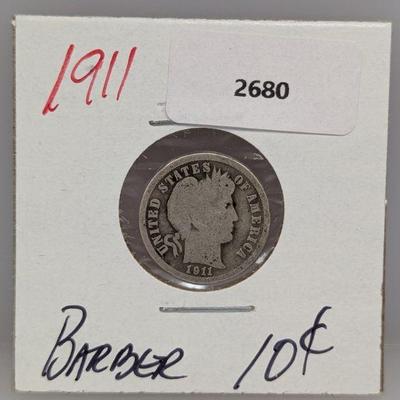 1911
2680
UNITED STATES OF AMERICA
1911
BARBER 10¢